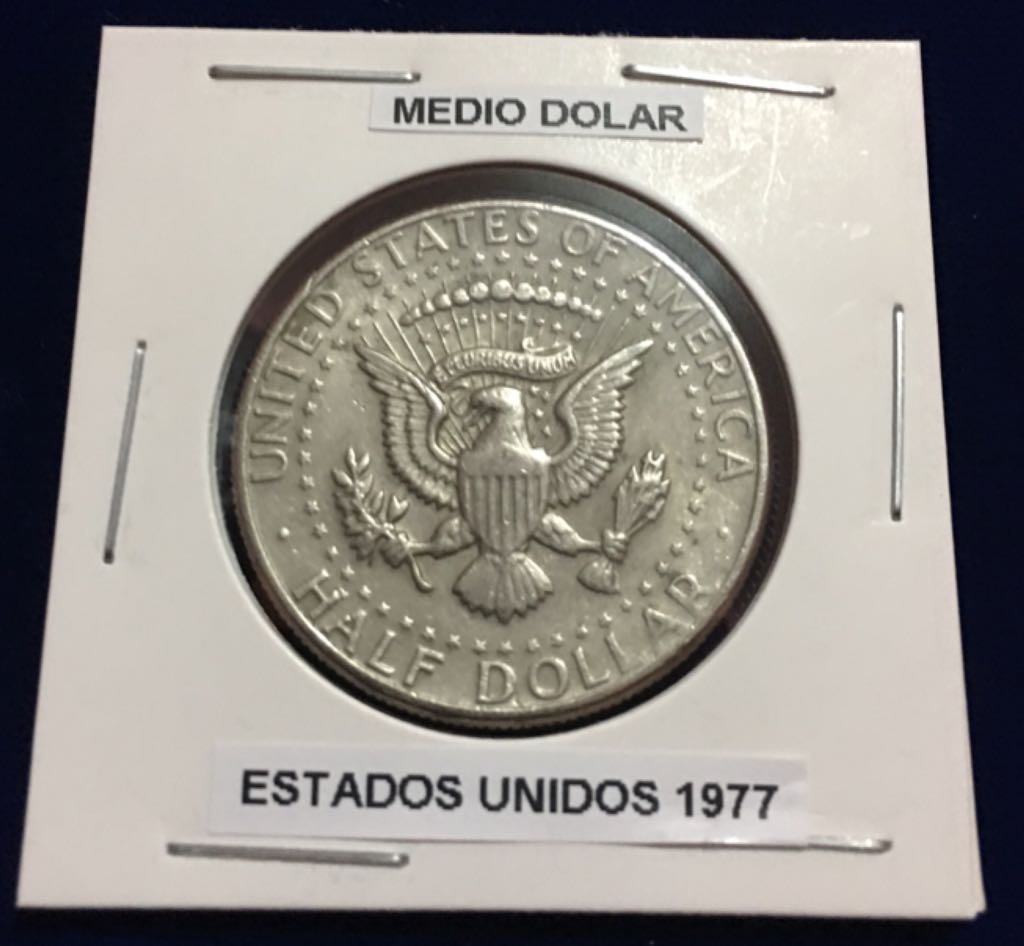 MEDIO DOLAR
UNITED STATES OF AMERICA
E PLURIBUS UNUM
HALF DOLLAR
ESTADOS UNIDOS 1977